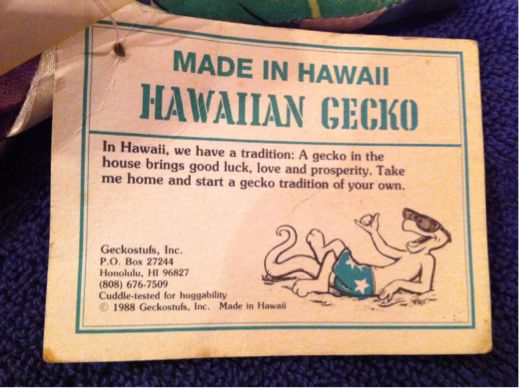 MADE IN HAWAII
HAWAIIAN GECKO
In Hawaii, we have a tradition: A gecko in the
house brings good luck, love and prosperity. Take
me home and start a gecko tradition of your own.
Geckostufs, Inc.
P.O. Box 27244
Honolulu, HI 96827
(808) 676-7509
Cuddle-tested for huggability
© 1988 Geckostufs, Inc. Made in Hawaii